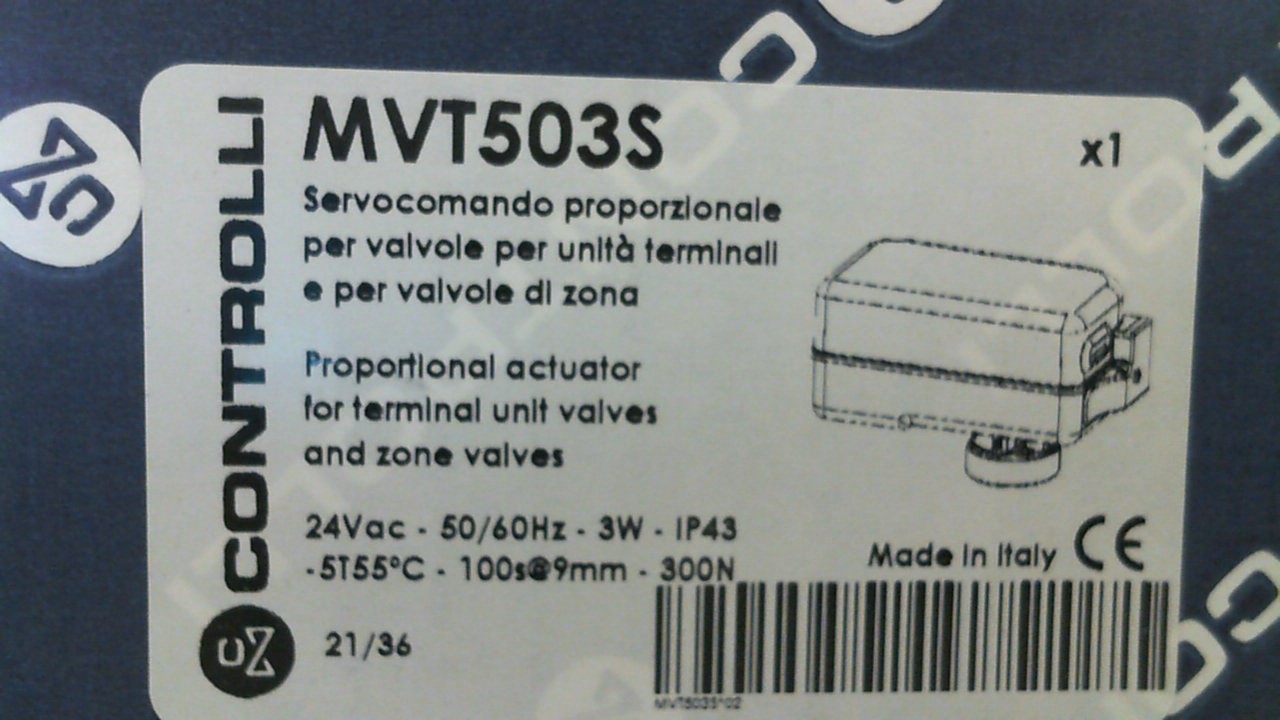 CONTROLLI
MVT503S
x1
Servocomando proporzionale
per valvole per unità terminali
e per valvole di zona
Proportional actuator
for terminal unit valves
and zone valves
24Vac - 50/60Hz - 3W - IP43
-5T55°C - 100s@9mm - 300N
Made in Italy CE
21/36
MVT503S*02